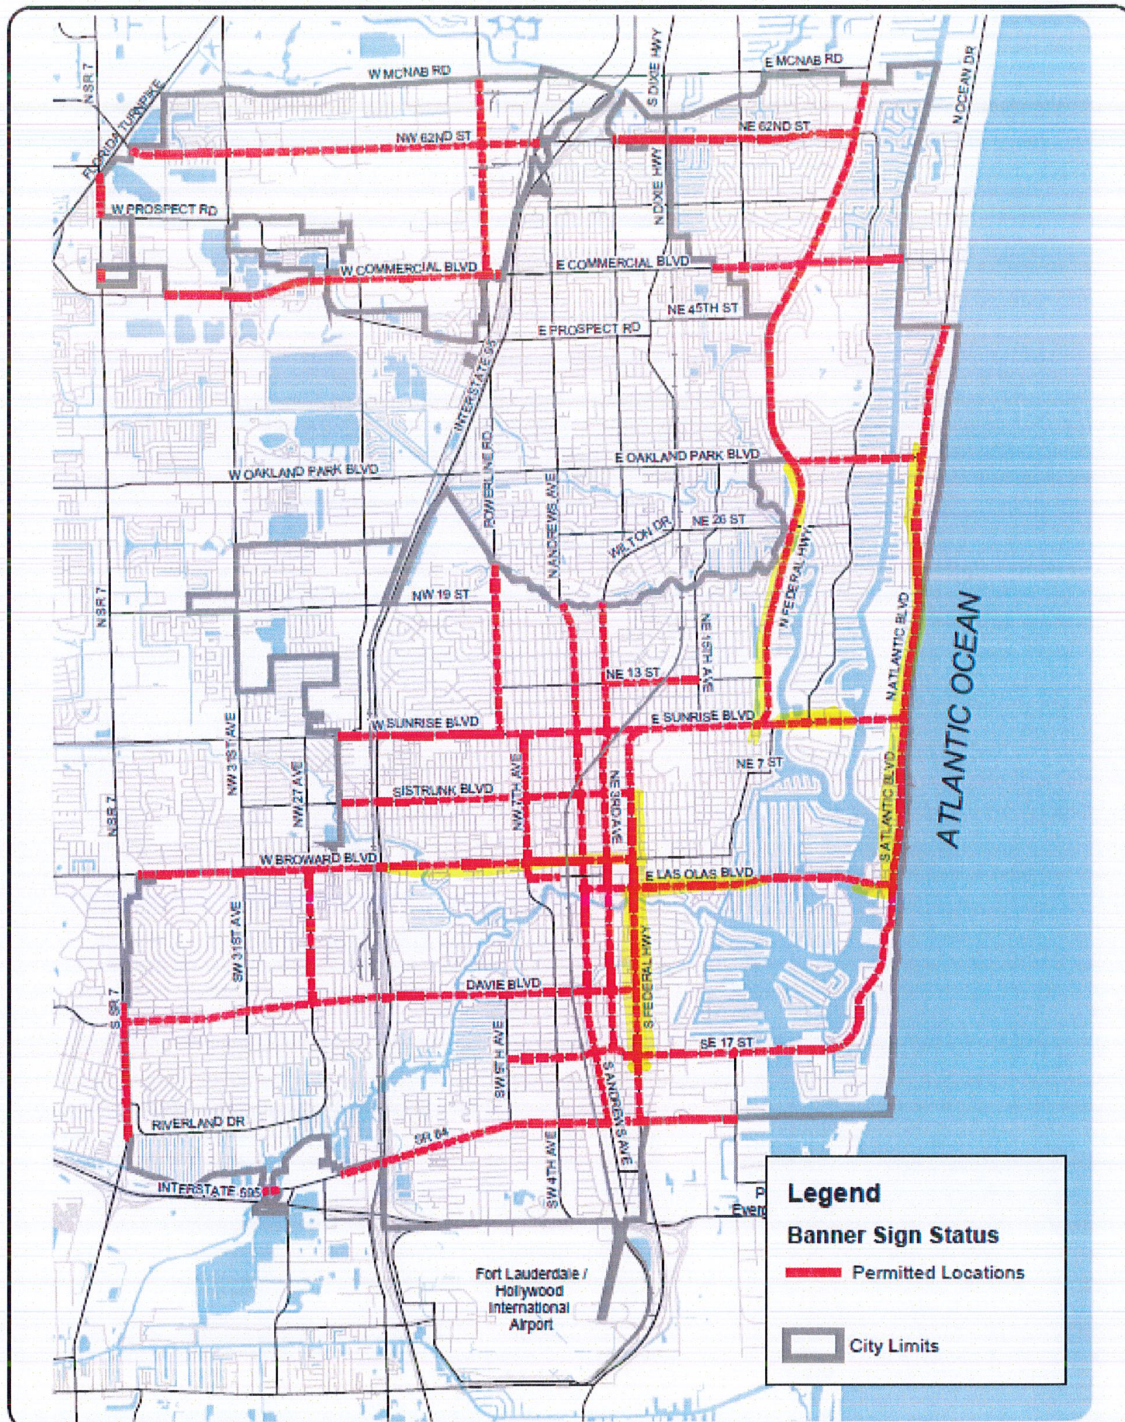 W MCNAB RD
E MCNAB RD
S DIXIE HWY
N OCEAN DR
N SR 7
FLORIDA TURNPIKE
NW 62ND ST
NE 62ND ST
N DIXIE HWY
W PROSPECT RD
W COMMERCIAL BLVD
E COMMERCIAL BLVD
NE 45TH ST
E PROSPECT RD
INTERSTATE 95
W OAKLAND PARK BLVD
E OAKLAND PARK BLVD
POWERLINE RD
N ANDREWS AVE
WILTON DR
NE 26 ST
N FEDERAL HWY
N SR 7
NW 19 ST
NE 15TH AVE
N ATLANTIC BLVD
ATLANTIC OCEAN
NE 13 ST
W SUNRISE BLVD
E SUNRISE BLVD
NW 31ST AVE
NW 27 AVE
NW 7TH AVE
NE 7 ST
SISTRUNK BLVD
NE 3RD AVE
S ATLANTIC BLVD
N SR 7
W BROWARD BLVD
E LAS OLAS BLVD
SW 31ST AVE
S FEDERAL HWY
DAVIE BLVD
S SR 7
SW 9TH AVE
SE 17 ST
RIVERLAND DR
SR 84
S ANDREWS AVE
SW 4TH AVE
INTERSTATE 595
P
Everg
Fort Lauderdale /
Hollywood
International
Airport
Legend
Banner Sign Status
Permitted Locations
City Limits